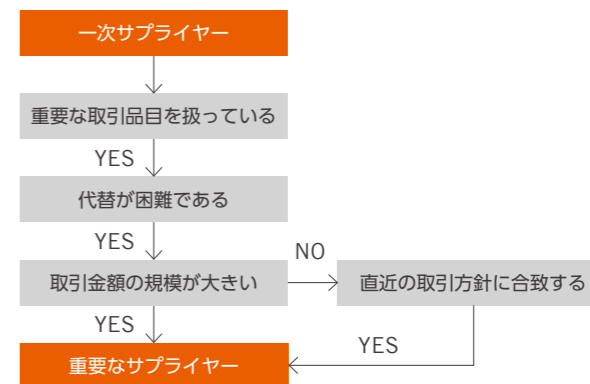 一次サプライヤー
重要な取引品目を扱っている
YES
代替が困難である
YES
NO
取引金額の規模が大きい
直近の取引方針に合致する
YES
YES
重要なサプライヤー